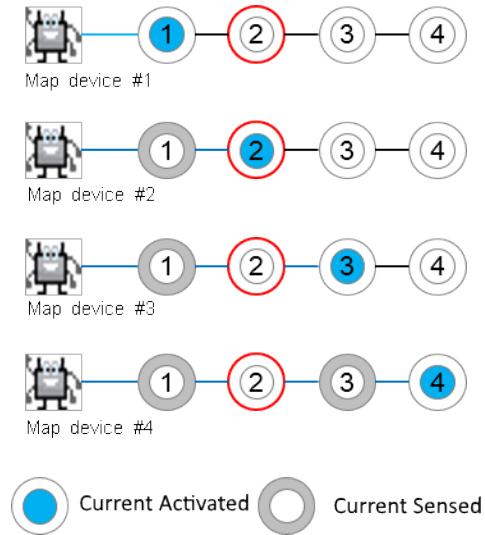 1 2 3 4
Map device #1
1 2 3 4
Map device #2
1 2 3 4
Map device #3
1 2 3 4
Map device #4
Current Activated Current Sensed